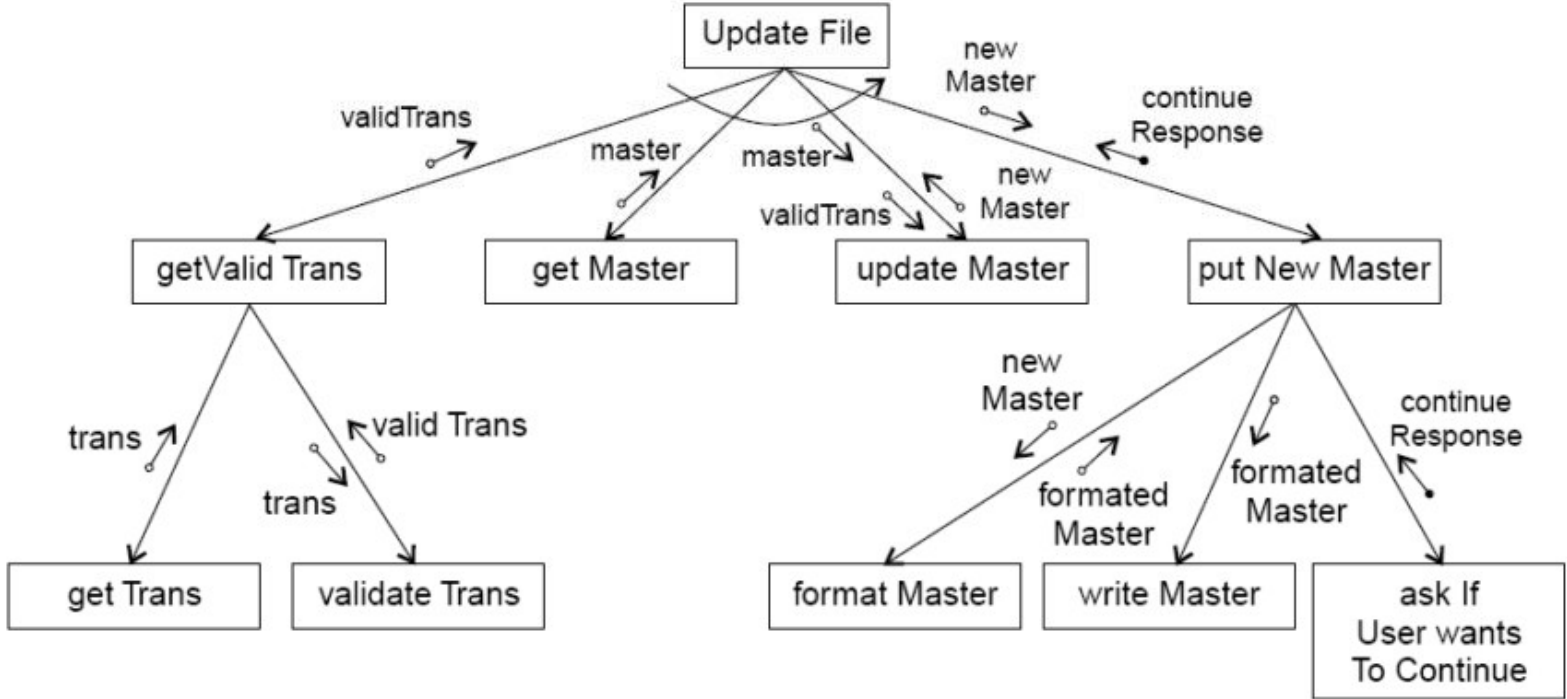 Update File
new
Master
continue
Response
validTrans
master
master
new
Master
validTrans
getValid Trans
get Master
update Master
put New Master
new
Master
continue
Response
trans
valid Trans
trans
formated
Master
formated
Master
get Trans
validate Trans
format Master
write Master
ask If
User wants
To Continue